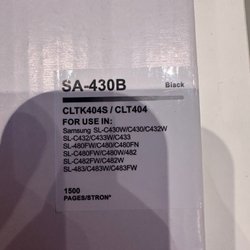 SA-430B
Black
CLTK404S / CLT404
FOR USE IN:
Samsung SL-C430W/C430/C432W
SL-C432/C433W/C433
SL-480FW/C480/C480FN
SL-C480FW/C480W/482
SL-C482FW/C482W
SL-483/C483W/C483FW
1500
PAGES/STRON*